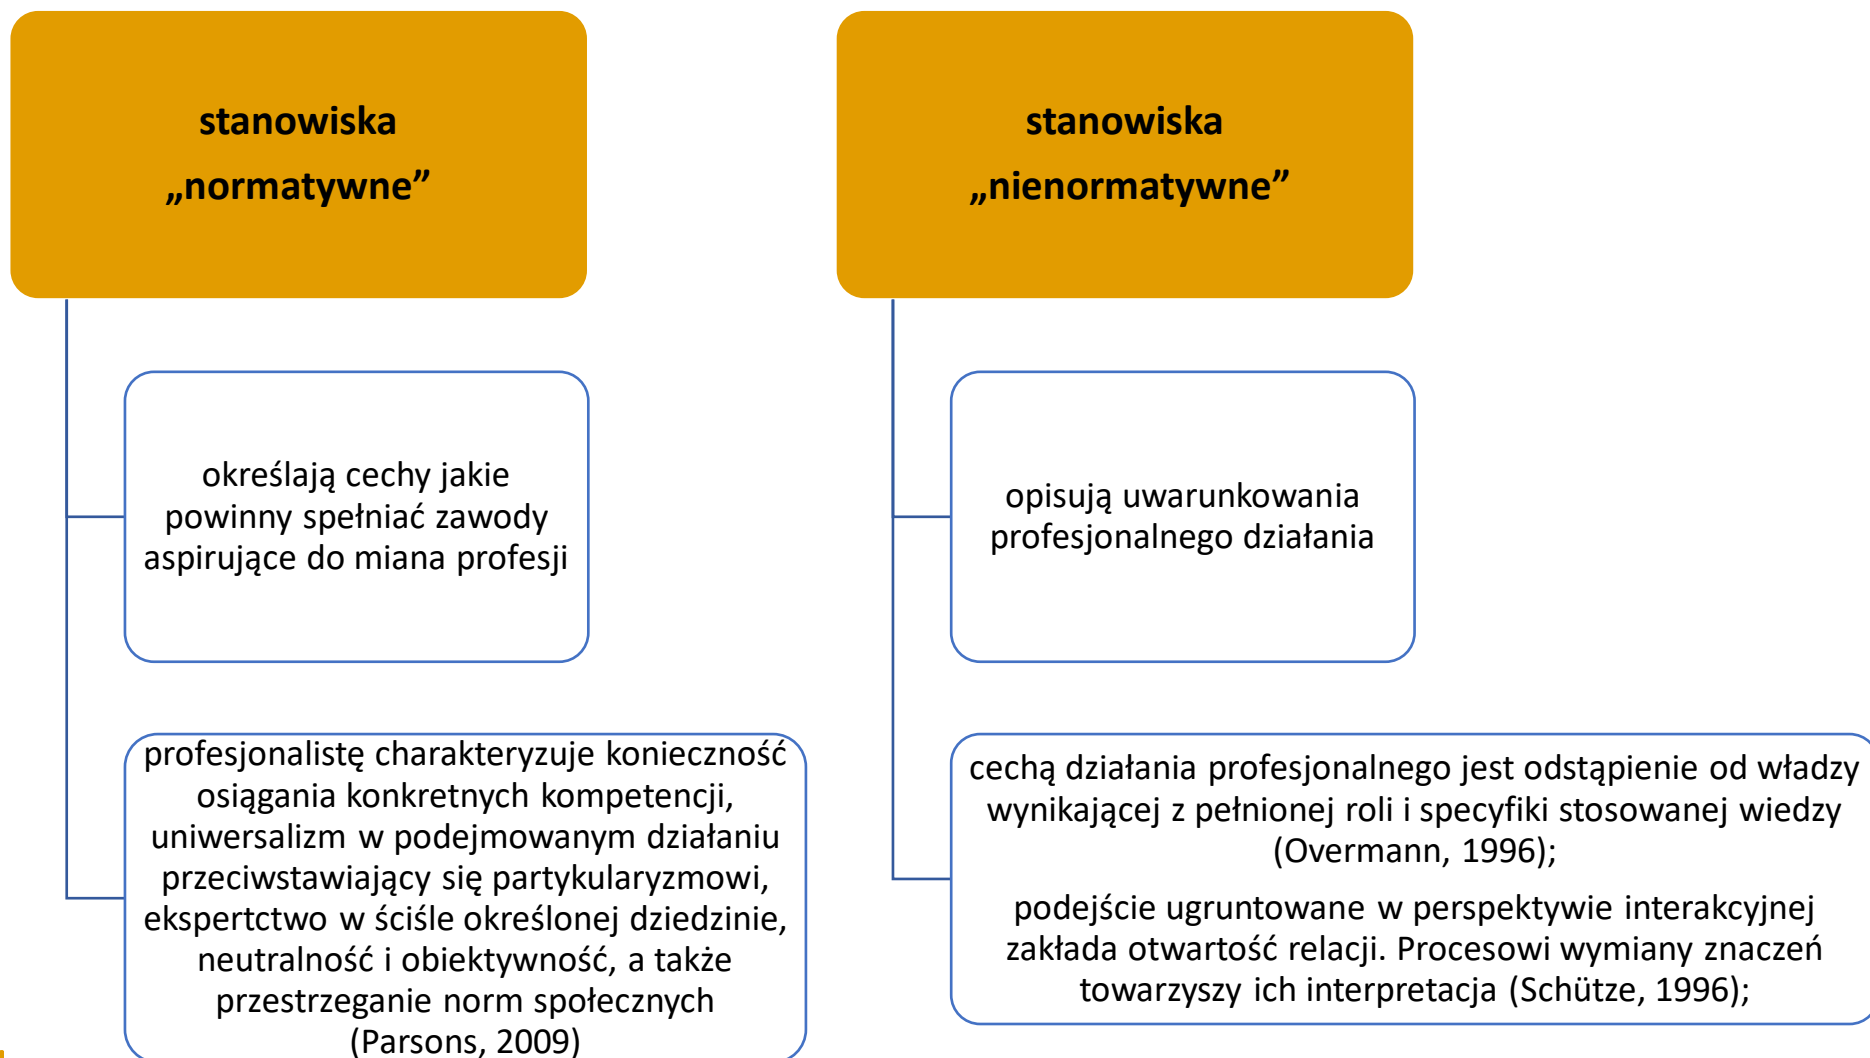 stanowiska
„normatywne”
określają cechy jakie
powinny spełniać zawody
aspirujące do miana profesji
profesjonalistę charakteryzuje konieczność
osiągania konkretnych kompetencji,
uniwersalizm w podejmowanym działaniu
przeciwstawiający się partykularyzmowi,
ekspertctwo w ściśle określonej dziedzinie,
neutralność i obiektywność, a także
przestrzeganie norm społecznych
(Parsons, 2009)
stanowiska
„nienormatywne”
opisują uwarunkowania
profesjonalnego działania
cechą działania profesjonalnego jest odstąpienie od władzy
wynikającej z pełnionej roli i specyfiki stosowanej wiedzy
(Overmann, 1996);
podejście ugruntowane w perspektywie interakcyjnej
zakłada otwartość relacji. Procesowi wymiany znaczeń
towarzyszy ich interpretacja (Schütze, 1996);